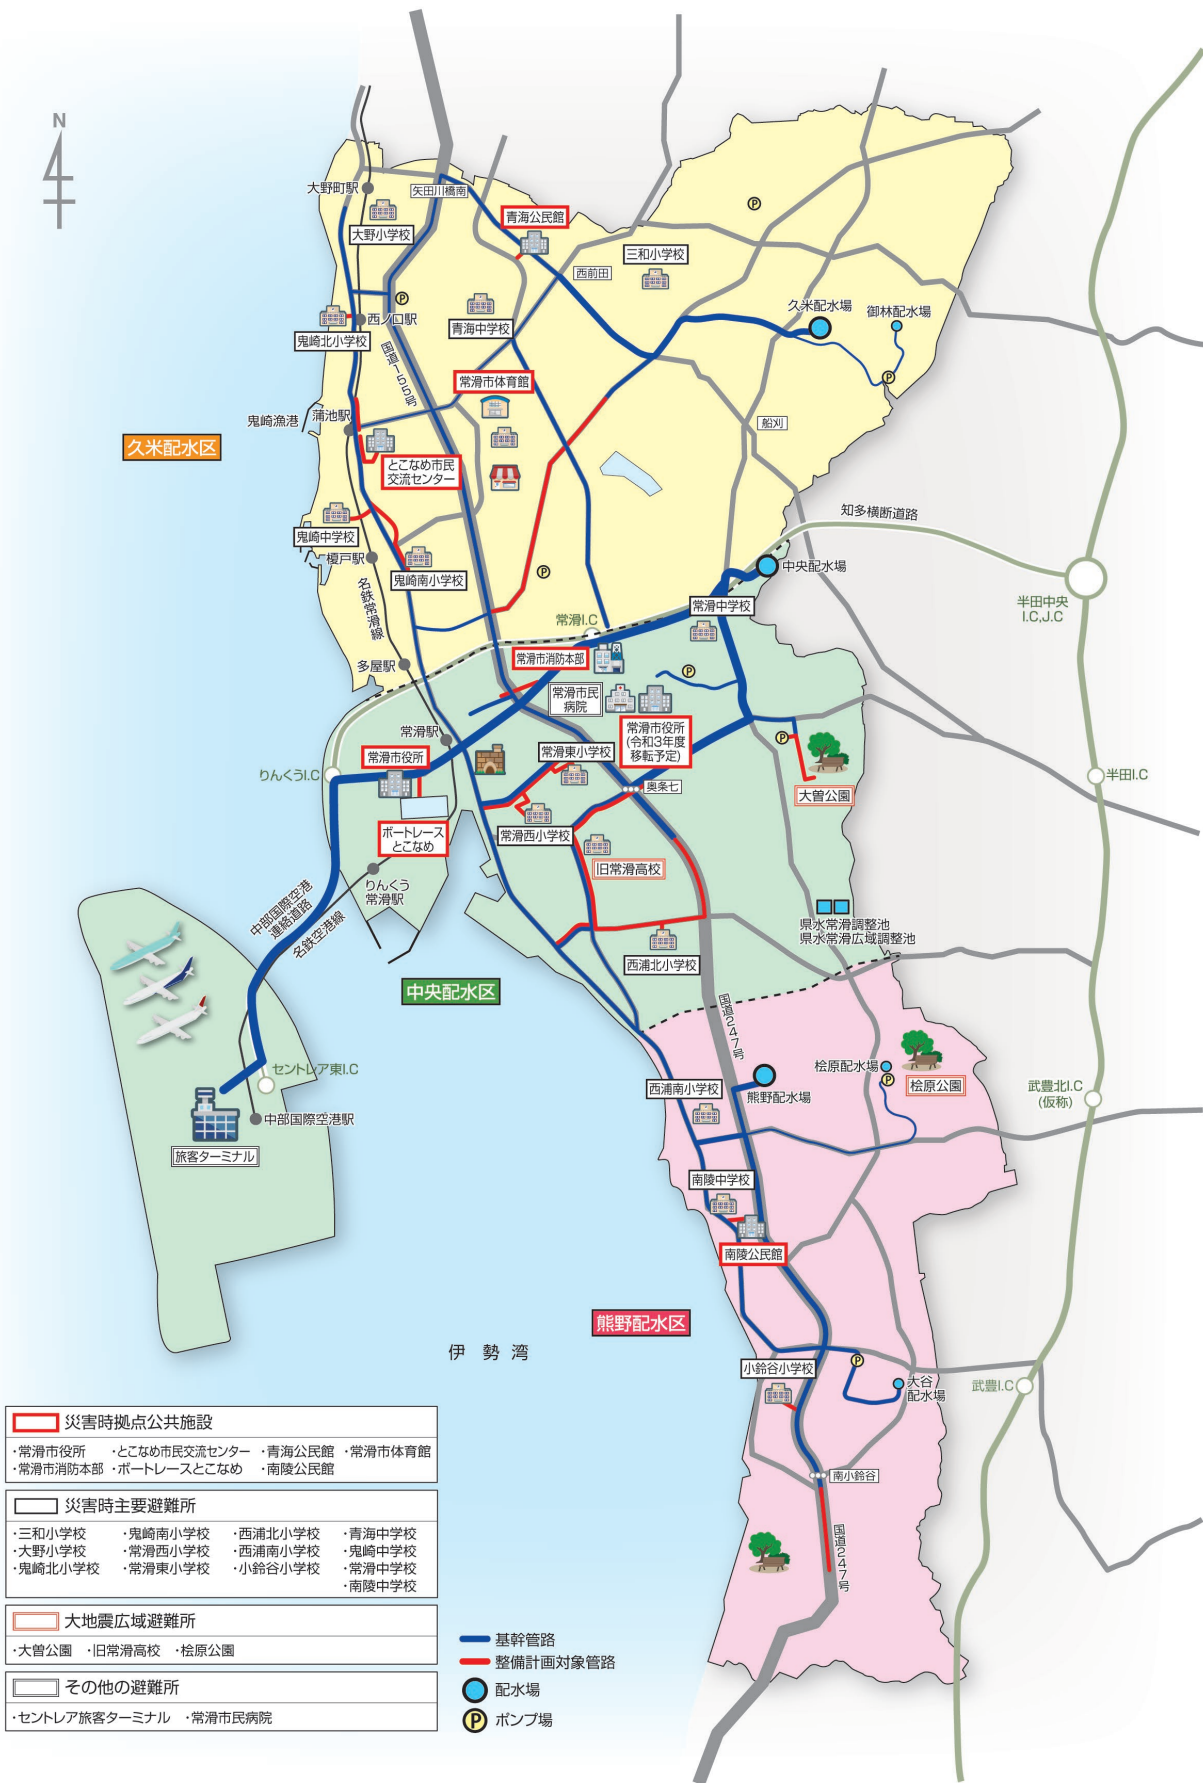 N
大野町駅
矢田川橋南
大野小学校
青海公民館
三和小学校
西前田
久米配水場
御林配水場
P
P
西ノ口駅
鬼崎北小学校
青海中学校
国道155号
常滑市体育館
P
鬼崎漁港
蒲池駅
船刈
久米配水区
とこなめ市民
交流センター
知多横断道路
鬼崎中学校
榎戸駅
鬼崎南小学校
P
中央配水場
半田中央
I.C,J.C
名鉄常滑線
常滑I.C
常滑中学校
多屋駅
常滑市消防本部
P
常滑市民
病院
常滑市役所
(令和3年度
移転予定)
常滑駅
常滑東小学校
P
常滑市役所
りんくうI.C
半田I.C
奥条七
大曽公園
ボートレース
とこなめ
常滑西小学校
旧常滑高校
りんくう
常滑駅
中部国際空港
連絡道路
名鉄空港線
県水常滑調整池
県水常滑広域調整池
西浦北小学校
中央配水区
国道247号
セントレア東I.C
西浦南小学校
熊野配水場
桧原配水場
P
桧原公園
武豊北I.C
(仮称)
中部国際空港駅
旅客ターミナル
南陵中学校
南陵公民館
熊野配水区
伊勢湾
小鈴谷小学校
P
大谷
配水場
武豊I.C
南小鈴谷
国道247号
災害時拠点公共施設
・常滑市役所 ・とこなめ市民交流センター ・青海公民館 ・常滑市体育館
・常滑市消防本部 ・ボートレースとこなめ ・南陵公民館
災害時主要避難所
・三和小学校 ・鬼崎南小学校 ・西浦北小学校 ・青海中学校
・大野小学校 ・常滑西小学校 ・西浦南小学校 ・鬼崎中学校
・鬼崎北小学校 ・常滑東小学校 ・小鈴谷小学校 ・常滑中学校
・南陵中学校
大地震広域避難所
・大曽公園 ・旧常滑高校 ・桧原公園
その他の避難所
・セントレア旅客ターミナル ・常滑市民病院
基幹管路
整備計画対象管路
配水場
P ポンプ場